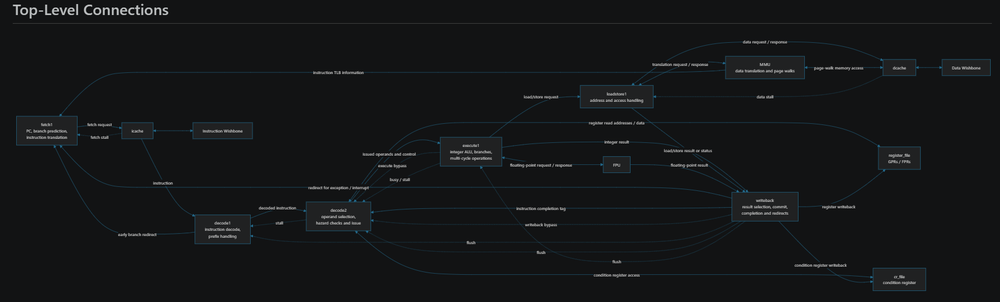 Top-Level Connections
data request / response
translation request / response
MMU
data translation and page walks
page-walk memory access
dcache
Data Wishbone
instruction TLB information
loadstore1
address and access handling
load/store request
data stall
fetch1
PC, branch prediction,
instruction translation
fetch request
fetch stall
icache
Instruction Wishbone
register read addresses / data
execute1
integer ALU, branches,
multi-cycle operations
integer result
load/store result or status
issued operands and control
execute bypass
busy / stall
floating-point request / response
FPU
floating-point result
register_file
GPRs / FPRs
instruction
redirect for exception / interrupt
writeback
result selection, commit,
completion and redirects
register writeback
decoded instruction
decode2
operand selection,
hazard checks and issue
instruction completion tag
stall
writeback bypass
decode1
instruction decode,
prefix handling
early branch redirect
flush
flush
flush
condition register writeback
condition register access
cr_file
condition register